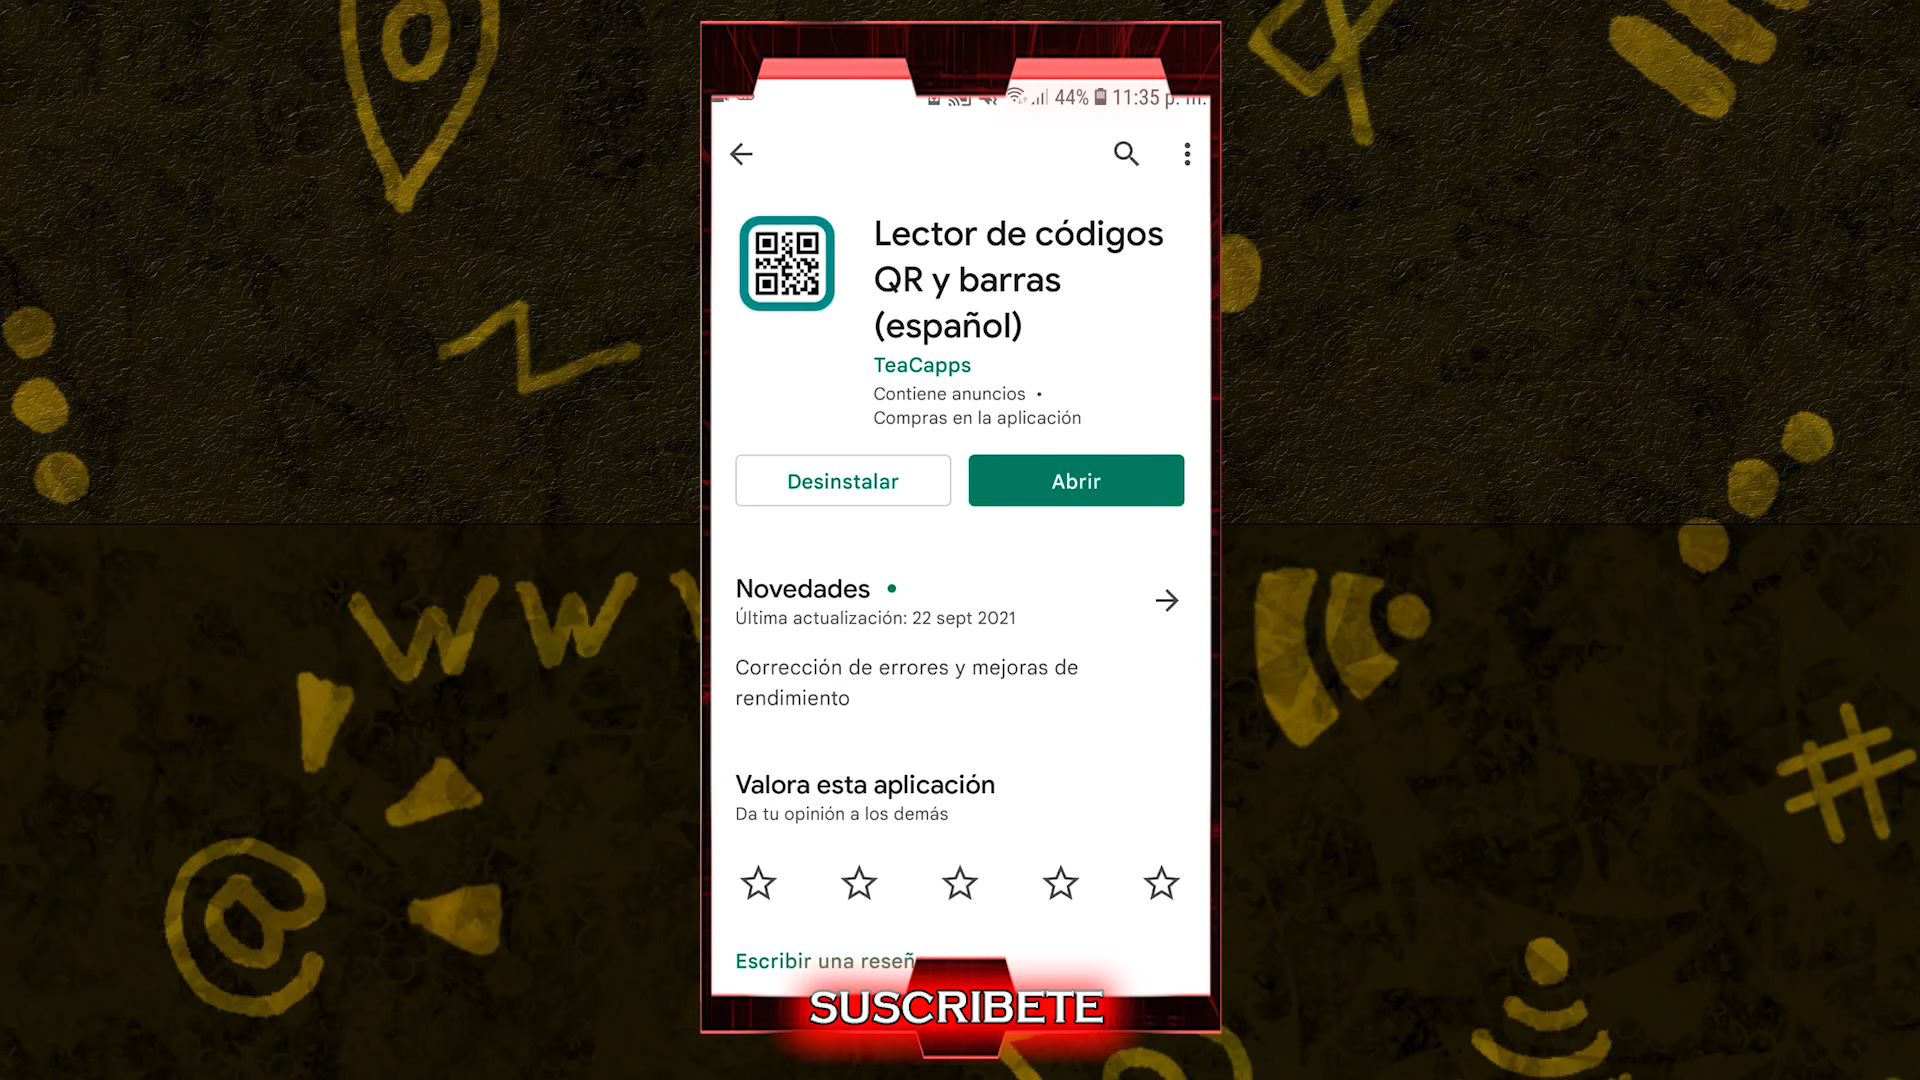 44% 11:35 p. m.
Lector de códigos
QR y barras
(español)
TeaCapps
Contiene anuncios •
Compras en la aplicación
Desinstalar
Abrir
Novedades •
Última actualización: 22 sept 2021
Corrección de errores y mejoras de
rendimiento
Valora esta aplicación
Da tu opinión a los demás
Escribir una reseñ
SUSCRIBETE
WW
@
#